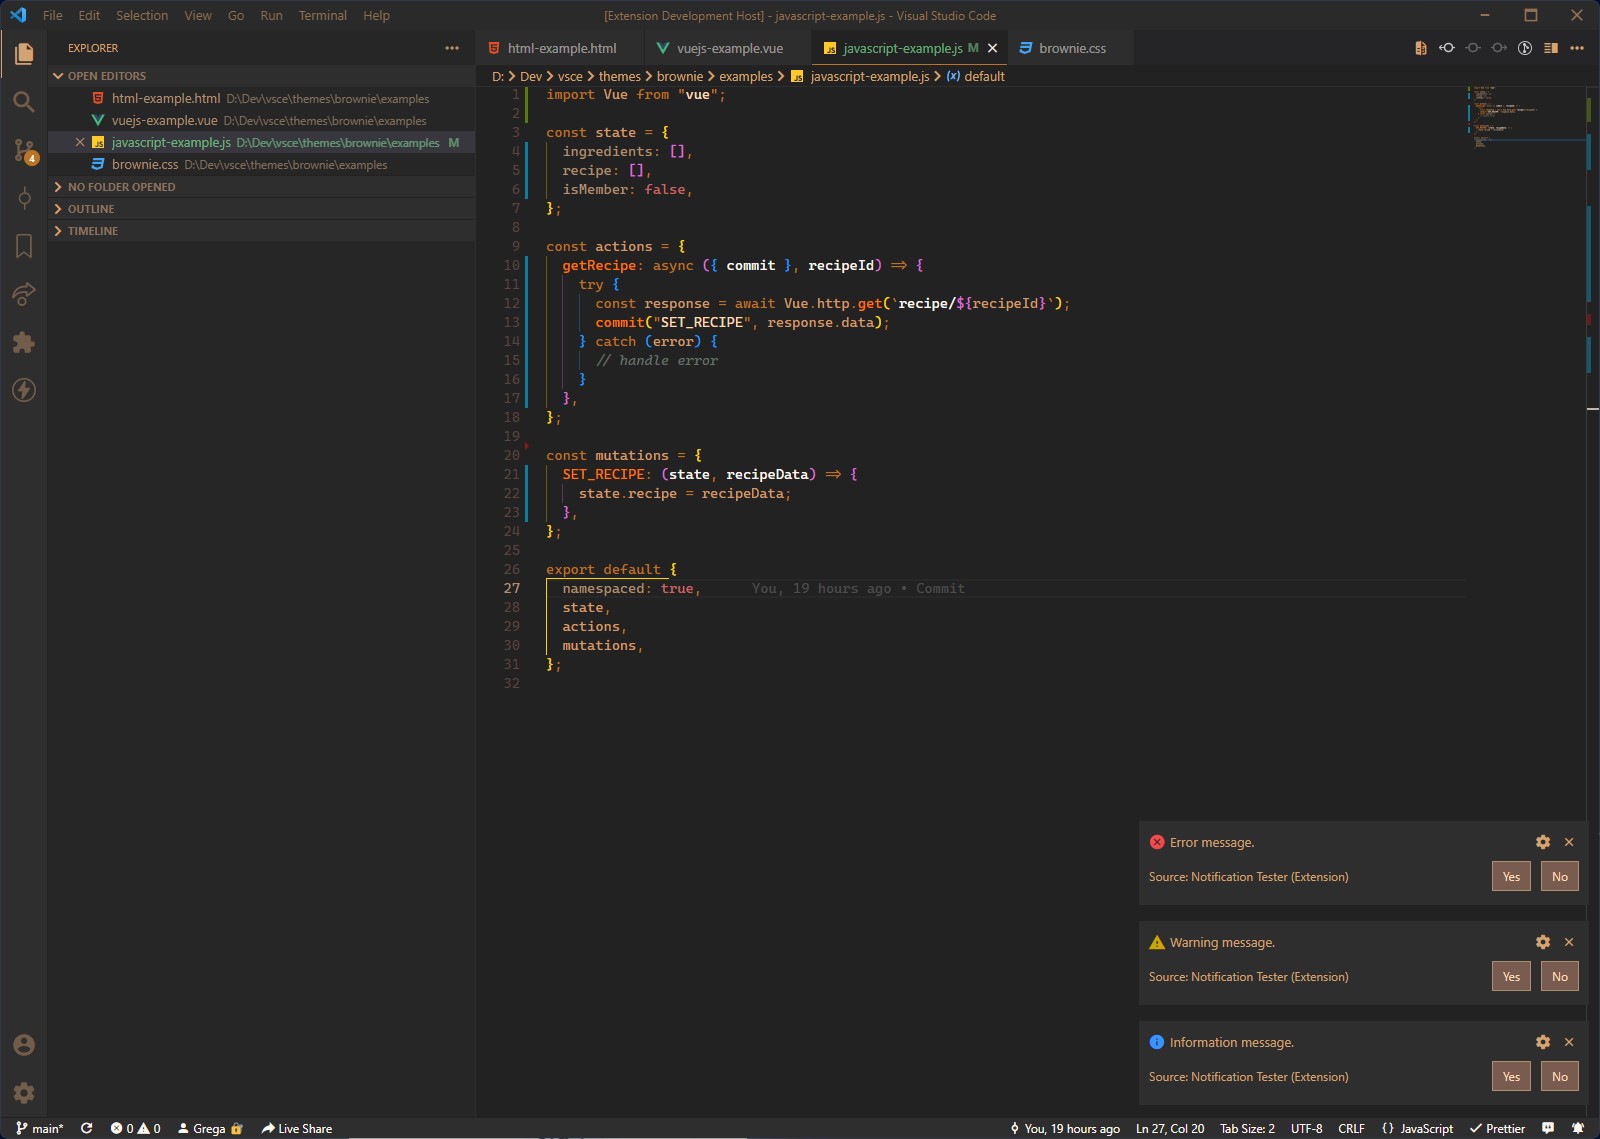 File Edit Selection View Go Run Terminal Help
[Extension Development Host] - javascript-example.js - Visual Studio Code
EXPLORER
OPEN EDITORS
html-example.html D:\Dev\vsce\themes\brownie\examples
vuejs-example.vue D:\Dev\vsce\themes\brownie\examples
javascript-example.js D:\Dev\vsce\themes\brownie\examples M
brownie.css D:\Dev\vsce\themes\brownie\examples
NO FOLDER OPENED
OUTLINE
TIMELINE
4
html-example.html vuejs-example.vue JS javascript-example.js M brownie.css
D: > Dev > vsce > themes > brownie > examples > JS javascript-example.js > (x) default
1 import Vue from "vue";
2
3 const state = {
4 ingredients: [],
5 recipe: [],
6 isMember: false,
7 };
8
9 const actions = {
10 getRecipe: async ({ commit }, recipeId) => {
11 try {
12 const response = await Vue.http.get(`recipe/${recipeId}`);
13 commit("SET_RECIPE", response.data);
14 } catch (error) {
15 // handle error
16 }
17 },
18 };
19
20 const mutations = {
21 SET_RECIPE: (state, recipeData) => {
22 state.recipe = recipeData;
23 },
24 };
25
26 export default {
27 namespaced: true, You, 19 hours ago • Commit
28 state,
29 actions,
30 mutations,
31 };
32
Error message.
Source: Notification Tester (Extension) Yes No
Warning message.
Source: Notification Tester (Extension) Yes No
Information message.
Source: Notification Tester (Extension) Yes No
main* 0 0 Grega Live Share You, 19 hours ago Ln 27, Col 20 Tab Size: 2 UTF-8 CRLF {} JavaScript Prettier